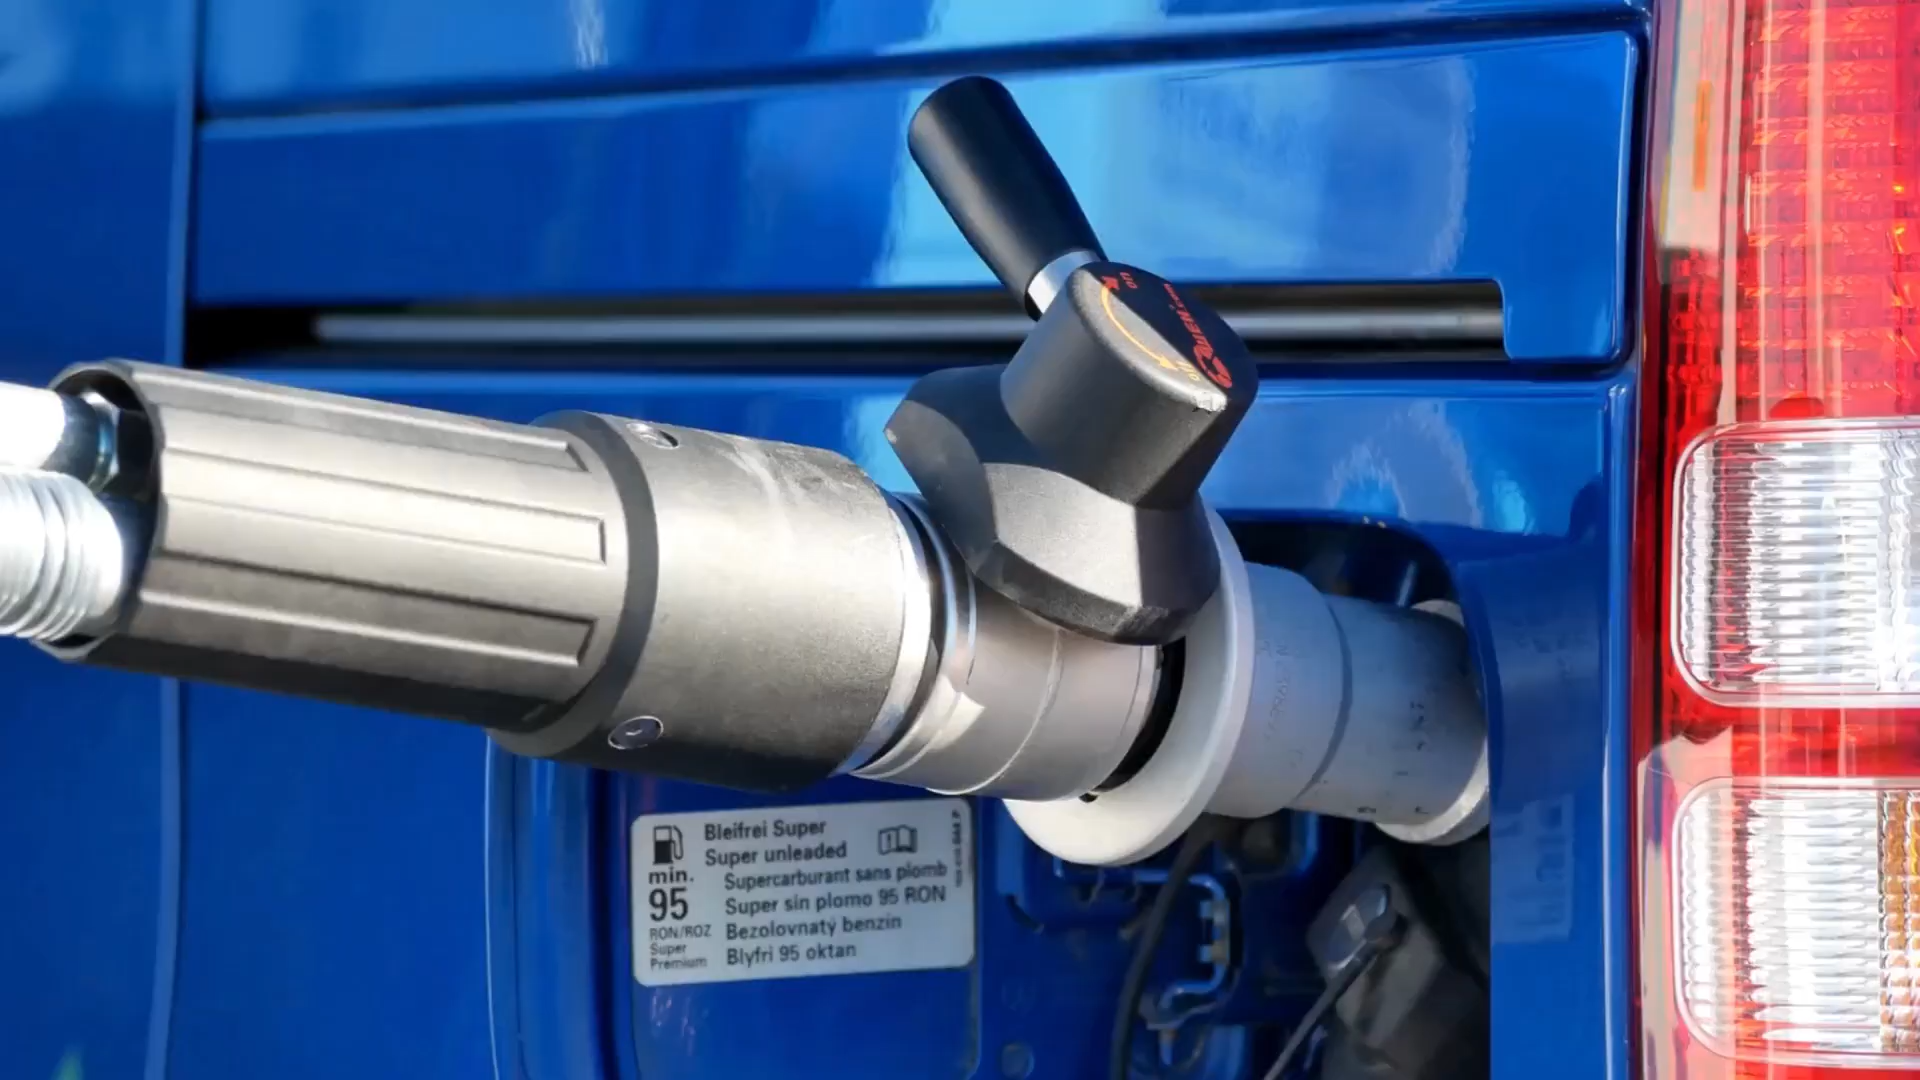 on
Bleifrei Super
Super unleaded
Supercarburant sans plomb
Super sin plomo 95 RON
Bezolovnatý benzin
Blyfri 95 oktan
min.
95
RON/ROZ
Super
Premium